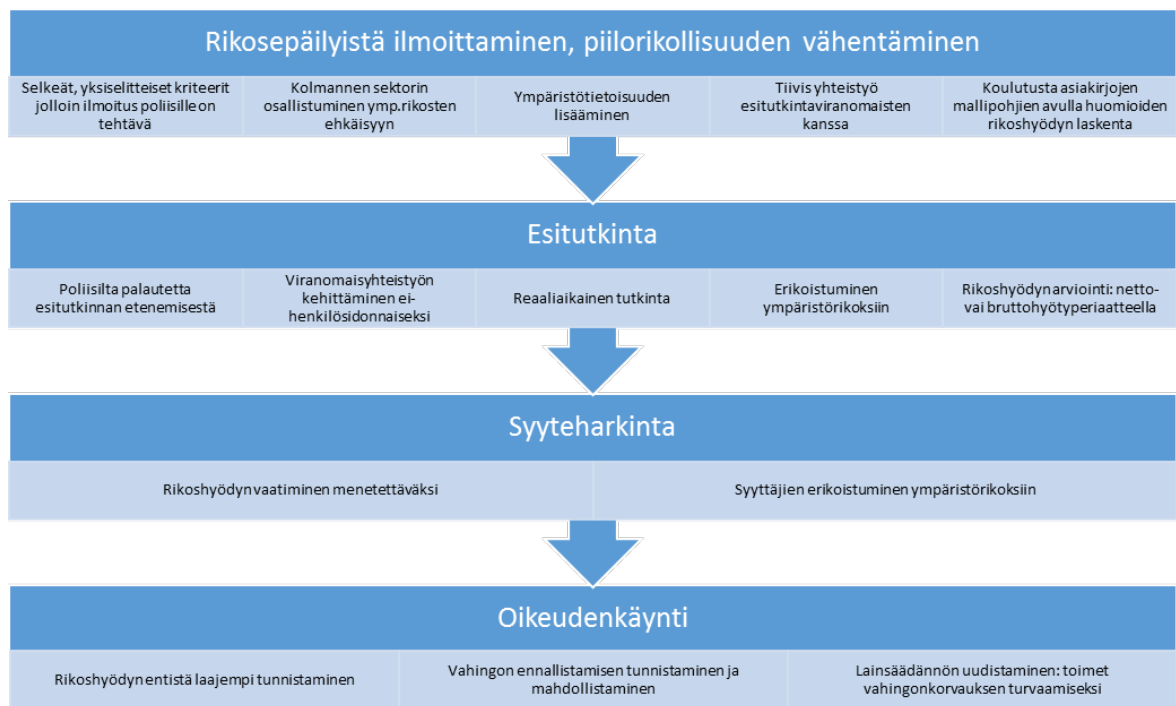 Rikosepäilyistä ilmoittaminen, piilorikollisuuden vähentäminen
Selkeät, yksiselitteiset kriteerit
jolloin ilmoitus poliisille on
tehtävä
Kolmannen sektorin
osallistuminen ymp.rikosten
ehkäisyyn
Ympäristötietoisuuden
lisääminen
Tiivis yhteistyö
esitutkintaviranomaisten
kanssa
Koulutusta asiakirjojen
mallipohjien avulla huomioiden
rikoshyödyn laskenta
Esitutkinta
Poliisilta palautetta
esitutkinnan etenemisestä
Viranomaisyhteistyön
kehittäminen ei-
henkilösidonnaiseksi
Reaaliaikainen tutkinta
Erikoistuminen
ympäristörikoksiin
Rikoshyödynarviointi: netto-
vai bruttohyötyperiaatteella
Syyteharkinta
Rikoshyödyn vaatiminen menetettäväksi
Syyttäjien erikoistuminen ympäristörikoksiin
Oikeudenkäynti
Rikoshyödyn entistä laajempi tunnistaminen
Vahingon ennallistamisen tunnistaminen ja
mahdollistaminen
Lainsäädännön uudistaminen: toimet
vahingonkorvauksen turvaamiseksi